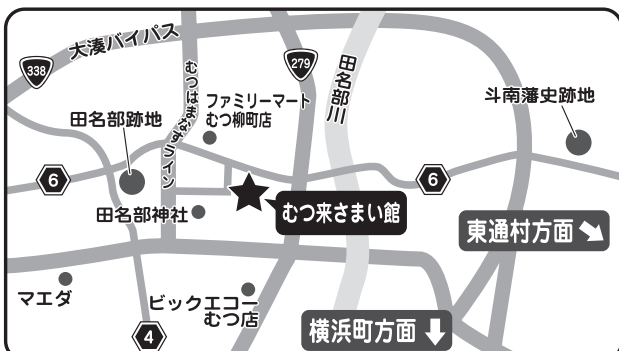 大湊バイパス
338
むつはまなすライン
279
田名部川
ファミリーマート
むつ柳町店
斗南藩史跡地
田名部跡地
6
6
田名部神社
むつ来さまい館
東通村方面
マエダ
ビックエコー
むつ店
横浜町方面
4